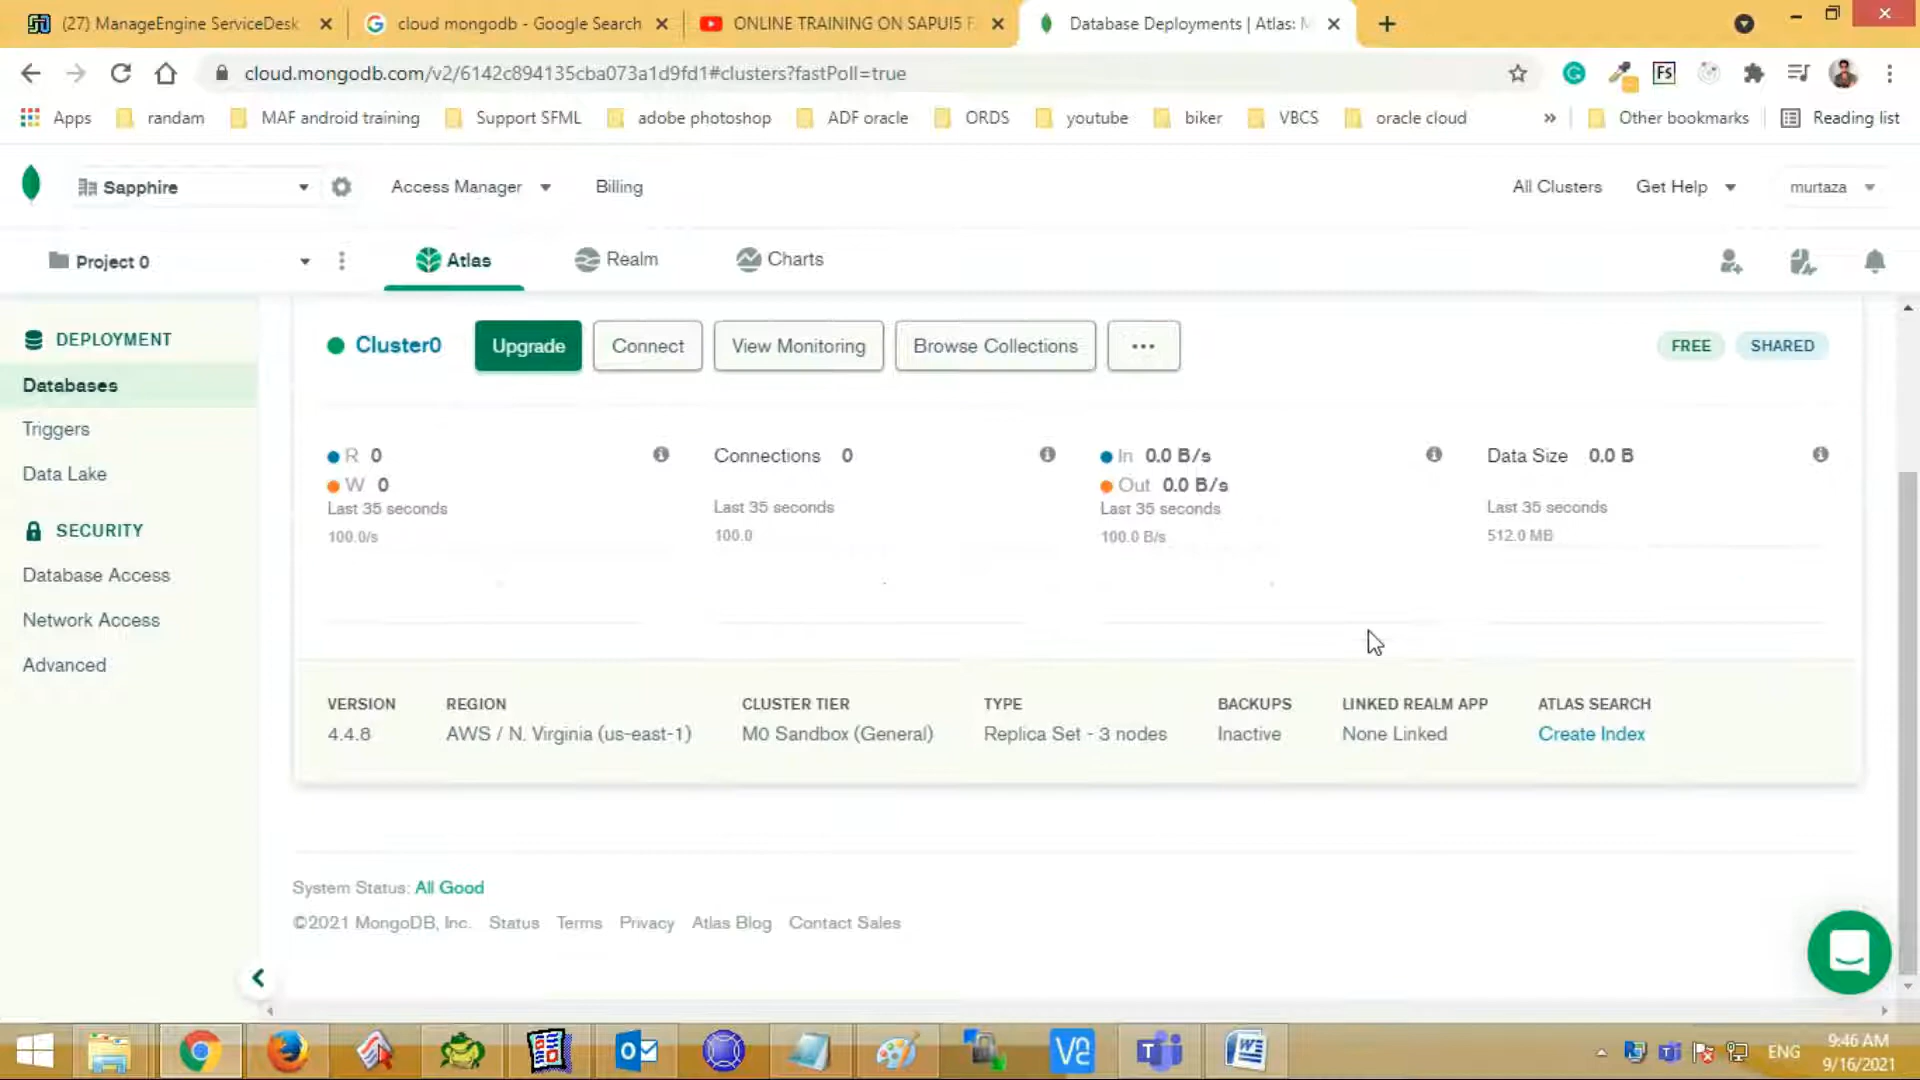 (27) ManageEngine ServiceDesk
cloud mongodb - Google Search
ONLINE TRAINING ON SAPUI5 F
Database Deployments | Atlas: M
cloud.mongodb.com/v2/6142c894135cba073a1d9fd1#clusters?fastPoll=true
FS
Apps randam MAF android training Support SFML adobe photoshop ADF oracle ORDS youtube biker VBCS oracle cloud » Other bookmarks Reading list
Sapphire Access Manager Billing All Clusters Get Help murtaza
Project 0 Atlas Realm Charts
DEPLOYMENT
Databases
Triggers
Data Lake
SECURITY
Database Access
Network Access
Advanced
Cluster0 Upgrade Connect View Monitoring Browse Collections ... FREE SHARED
R 0
W 0
Last 35 seconds
100.0/s
Connections 0
Last 35 seconds
100.0
In 0.0 B/s
Out 0.0 B/s
Last 35 seconds
100.0 B/s
Data Size 0.0 B
Last 35 seconds
512.0 MB
VERSION REGION CLUSTER TIER TYPE BACKUPS LINKED REALM APP ATLAS SEARCH
4.4.8 AWS / N. Virginia (us-east-1) M0 Sandbox (General) Replica Set - 3 nodes Inactive None Linked Create Index
System Status: All Good
©2021 MongoDB, Inc. Status Terms Privacy Atlas Blog Contact Sales
ENG
9:46 AM
9/16/2021